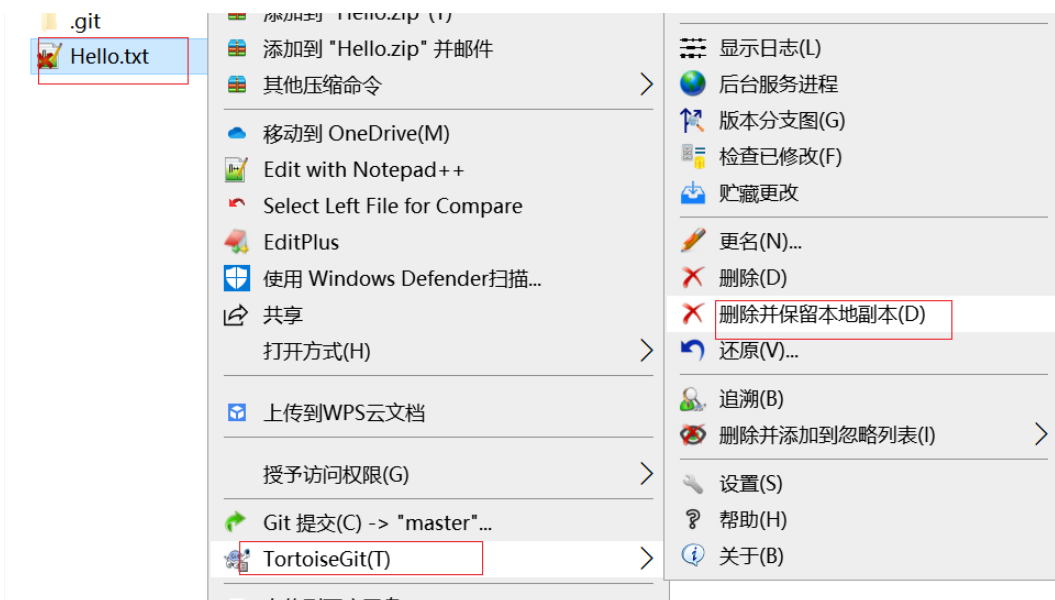 .git
Hello.txt
添加到 "Hello.zip"(T)
添加到 "Hello.zip" 并邮件
其他压缩命令
移动到 OneDrive(M)
Edit with Notepad++
Select Left File for Compare
EditPlus
使用 Windows Defender扫描...
共享
打开方式(H)
上传到WPS云文档
授予访问权限(G)
Git 提交(C) -> "master"...
TortoiseGit(T)
显示日志(L)
后台服务进程
版本分支图(G)
检查已修改(F)
贮藏更改
更名(N)...
删除(D)
删除并保留本地副本(D)
还原(V)...
追溯(B)
删除并添加到忽略列表(I)
设置(S)
帮助(H)
关于(B)